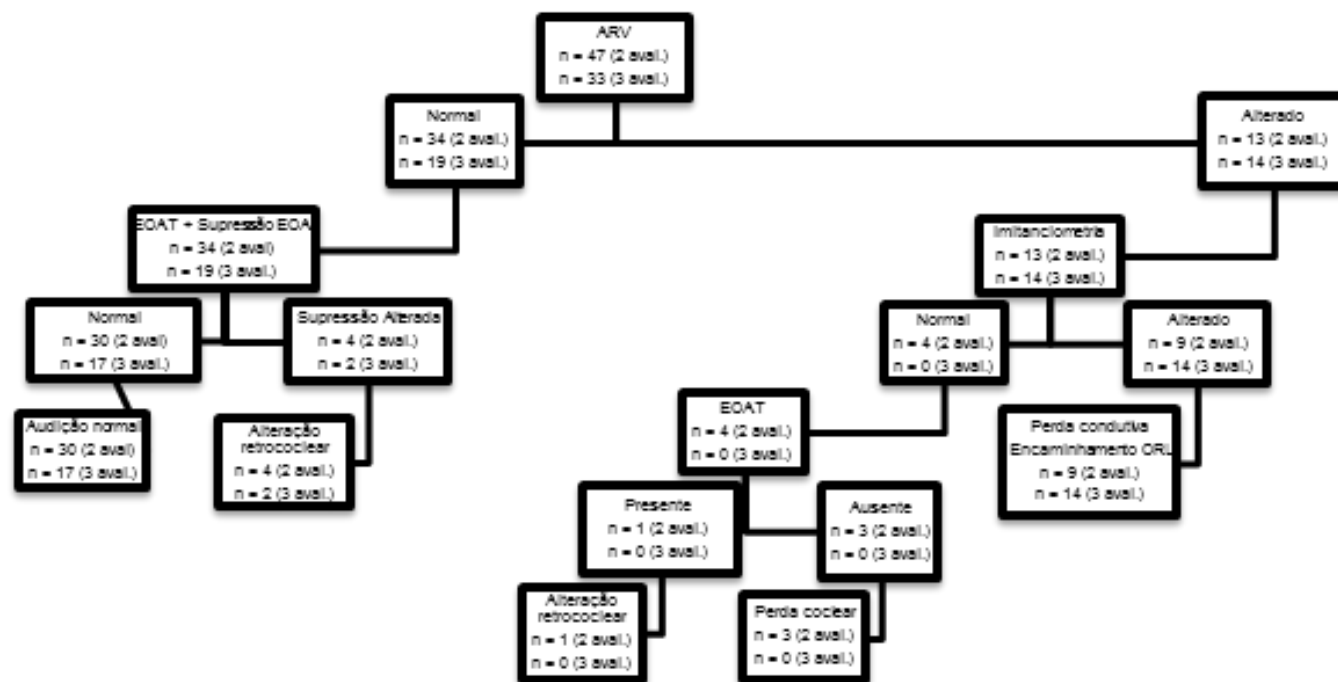 ARV
n = 47 (2 aval.)
n = 33 (3 aval.)
Normal
n = 34 (2 aval.)
n = 19 (3 aval.)
Alterado
n = 13 (2 aval.)
n = 14 (3 aval.)
EOAT + Supressão EOA
n = 34 (2 aval)
n = 19 (3 aval.)
Imitanciometria
n = 13 (2 aval.)
n = 14 (3 aval.)
Normal
n = 30 (2 aval)
n = 17 (3 aval.)
Supressão Alterada
n = 4 (2 aval.)
n = 2 (3 aval.)
Normal
n = 4 (2 aval.)
n = 0 (3 aval.)
Alterado
n = 9 (2 aval.)
n = 14 (3 aval.)
Audição normal
n = 30 (2 aval)
n = 17 (3 aval.)
Alteração
retrococlear
n = 4 (2 aval.)
n = 2 (3 aval.)
EOAT
n = 4 (2 aval.)
n = 0 (3 aval.)
Perda condutiva
Encaminhamento ORL
n = 9 (2 aval.)
n = 14 (3 aval.)
Presente
n = 1 (2 aval.)
n = 0 (3 aval.)
Ausente
n = 3 (2 aval.)
n = 0 (3 aval.)
Alteração
retrococlear
n = 1 (2 aval.)
n = 0 (3 aval.)
Perda coclear
n = 3 (2 aval.)
n = 0 (3 aval.)